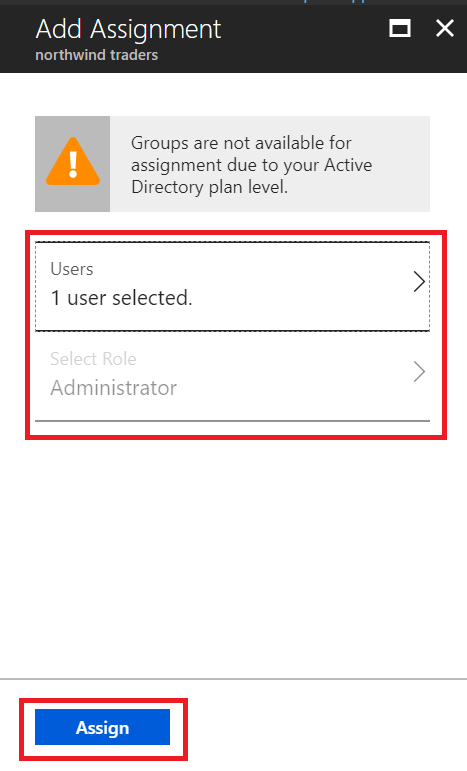 Add Assignment
northwind traders
Groups are not available for
assignment due to your Active
Directory plan level.
Users
1 user selected.
Select Role
Administrator
Assign